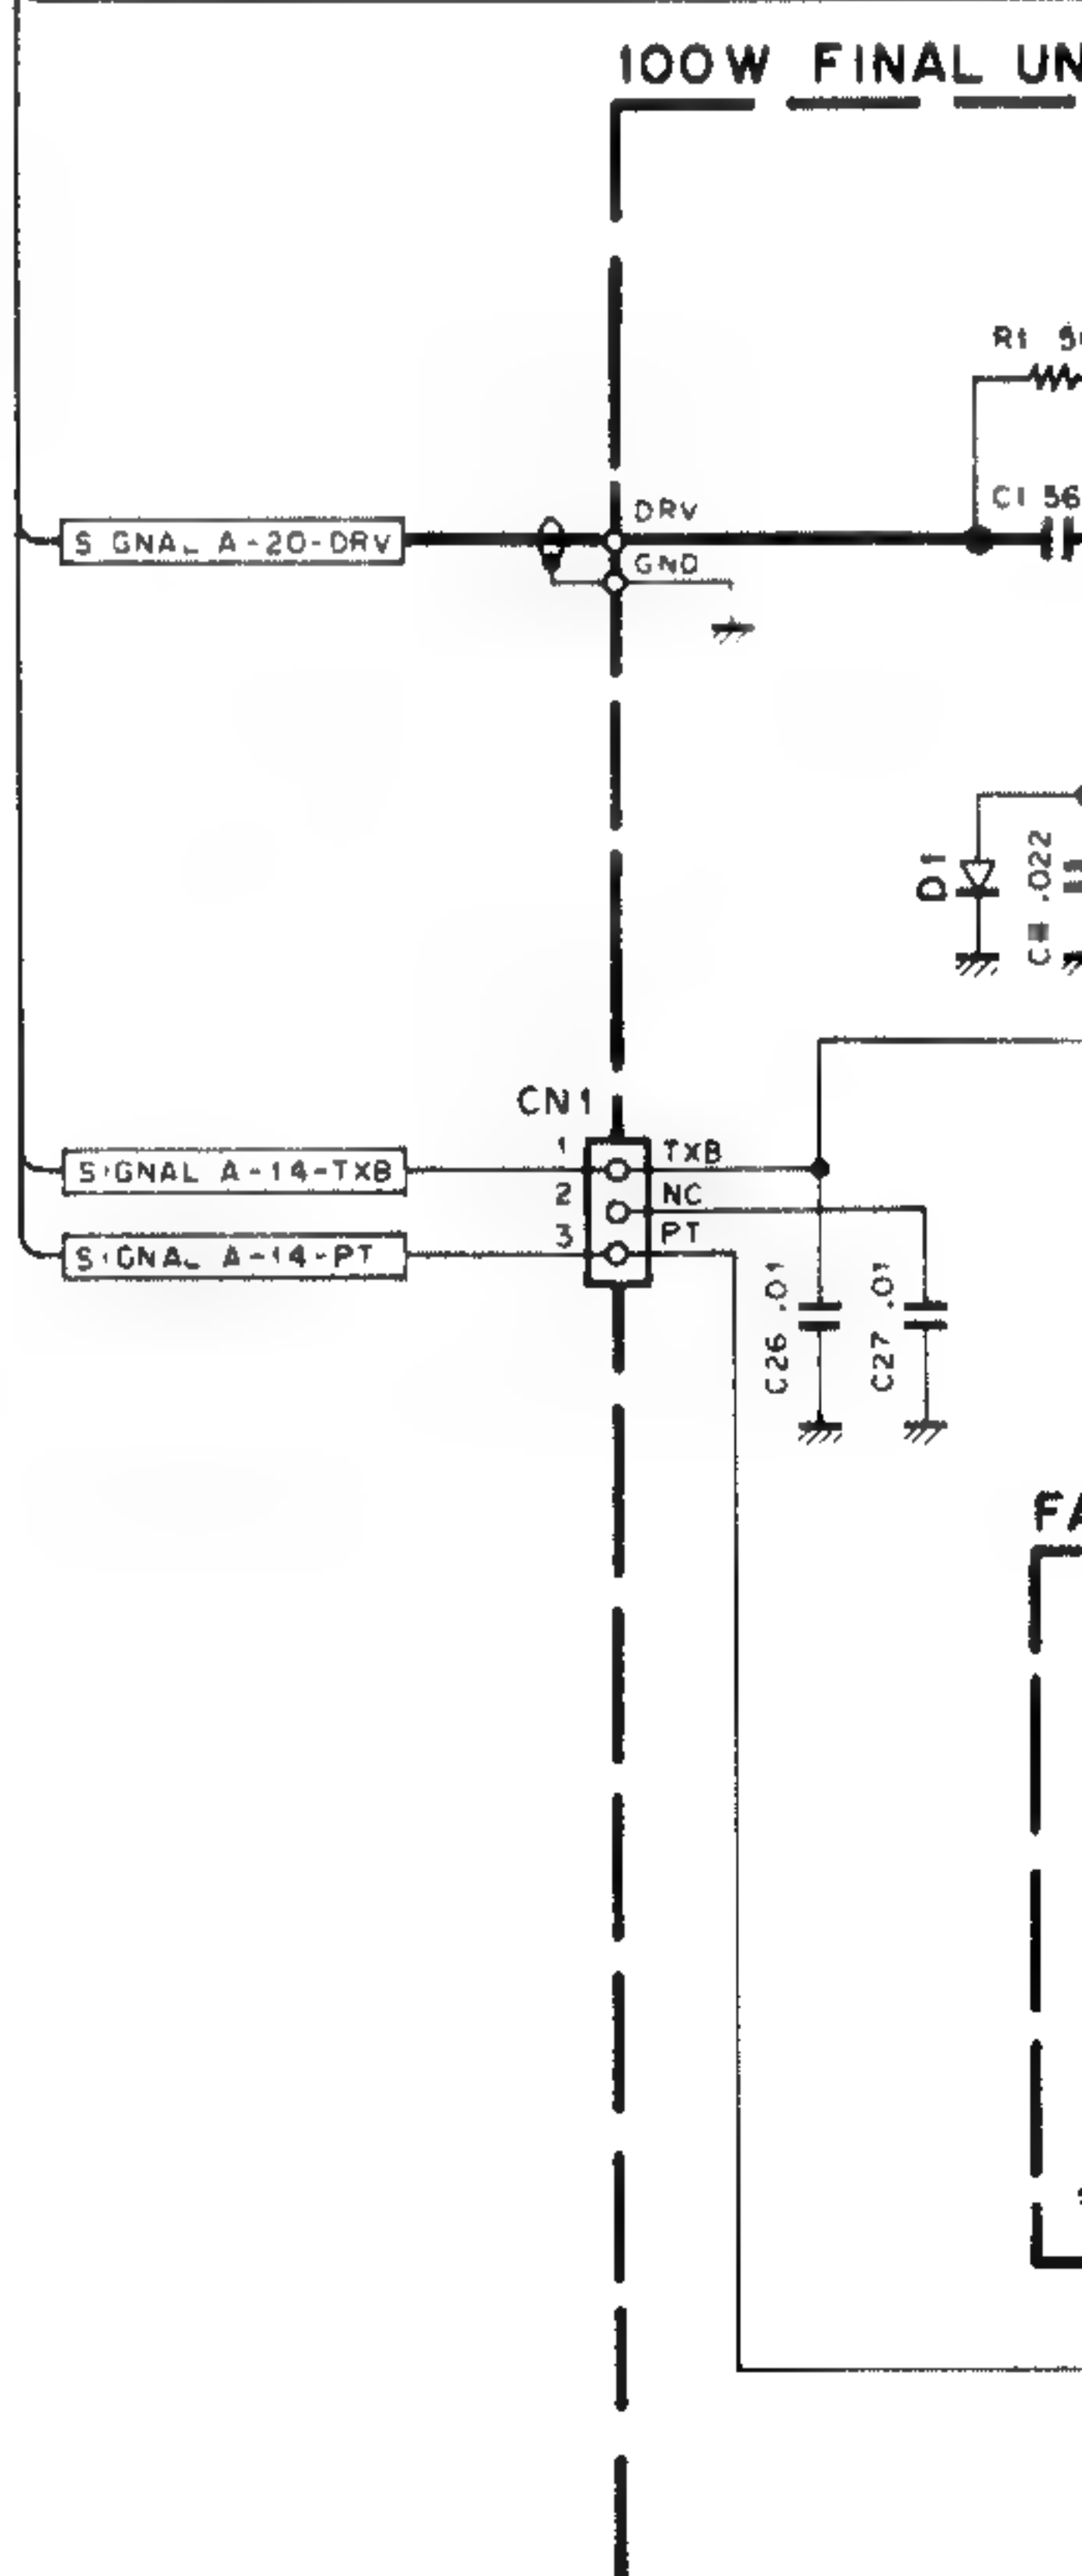 100W FINAL UN
R1
DRV
C1 56
SIGNAL A-20-DRV
GND
D1
.022
CN1
1
TXB
SIGNAL A-14-TXB
2
NC
3
PT
SIGNAL A-14-PT
C26 .01
C27 .01
FA